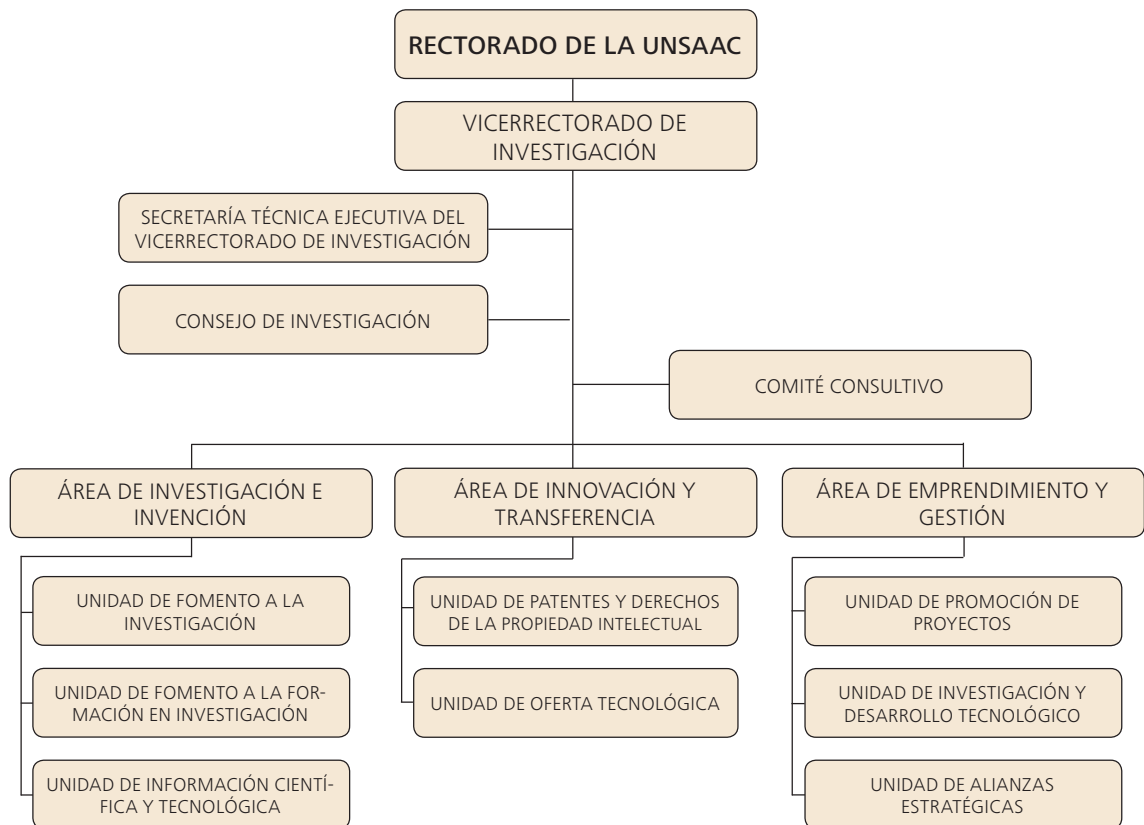 RECTORADO DE LA UNSAAC
VICERRECTORADO DE
INVESTIGACIÓN
SECRETARÍA TÉCNICA EJECUTIVA DEL
VICERRECTORADO DE INVESTIGACIÓN
CONSEJO DE INVESTIGACIÓN
COMITÉ CONSULTIVO
ÁREA DE INVESTIGACIÓN E
INVENCIÓN
UNIDAD DE FOMENTO A LA
INVESTIGACIÓN
UNIDAD DE FOMENTO A LA FOR-
MACIÓN EN INVESTIGACIÓN
UNIDAD DE INFORMACIÓN CIENTÍ-
FICA Y TECNOLÓGICA
ÁREA DE INNOVACIÓN Y
TRANSFERENCIA
UNIDAD DE PATENTES Y DERECHOS
DE LA PROPIEDAD INTELECTUAL
UNIDAD DE OFERTA TECNOLÓGICA
ÁREA DE EMPRENDIMIENTO Y
GESTIÓN
UNIDAD DE PROMOCIÓN DE
PROYECTOS
UNIDAD DE INVESTIGACIÓN Y
DESARROLLO TECNOLÓGICO
UNIDAD DE ALIANZAS
ESTRATÉGICAS